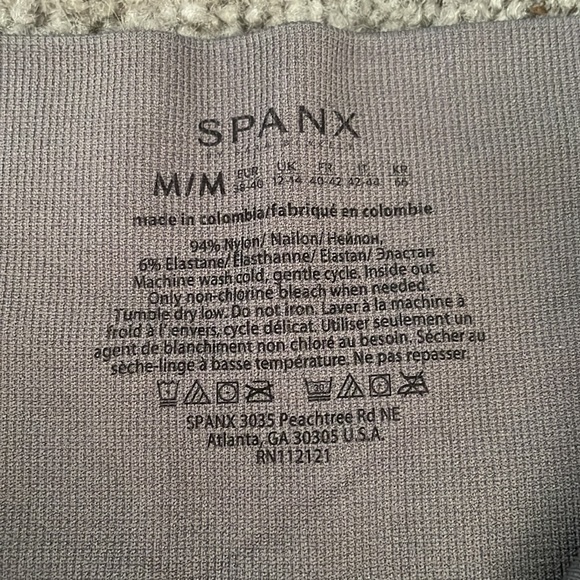 SPANX
M/M EUR 38-40 UK 12-14 FR 40-42 IT 42-44 KR 66
made in colombia/fabriqué en colombie
94% Nylon/ Nailon/ Нейлон,
6% Elastane/ Élasthanne/ Elastan/ Эластан
Machine wash cold, gentle cycle. Inside out.
Only non-chlorine bleach when needed.
Tumble dry low. Do not iron. Laver à la machine à
froid à l'envers, cycle délicat. Utiliser seulement un
agent de blanchiment non chloré au besoin. Sécher au
sèche-linge à basse température. Ne pas repasser.
30
SPANX 3035 Peachtree Rd NE
Atlanta, GA 30305 U.S.A.
RN112121